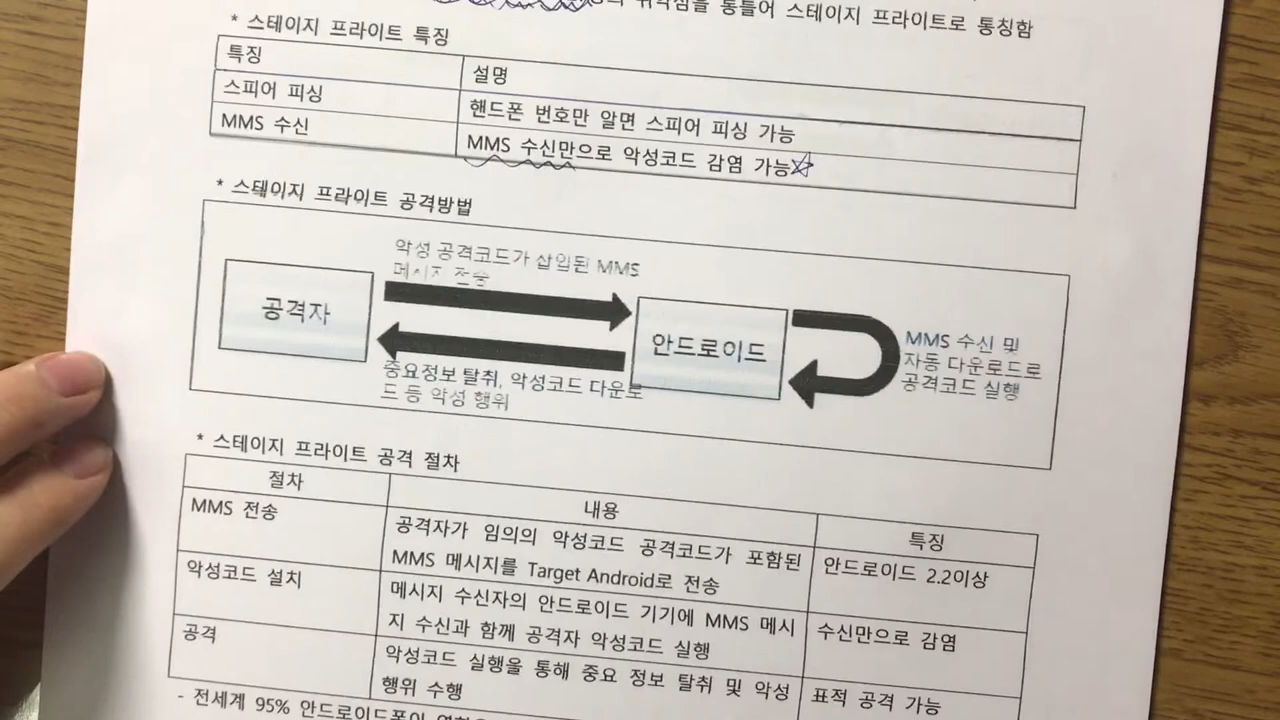 취약점을 통틀어 스테이지 프라이트로 통칭함
* 스테이지 프라이트 특징
특징 설명
스피어 피싱 핸드폰 번호만 알면 스피어 피싱 가능
MMS 수신 MMS 수신만으로 악성코드 감염 가능
* 스테이지 프라이트 공격방법
악성 공격코드가 삽입된 MMS
메시지 전송
공격자
안드로이드
MMS 수신 및
자동 다운로드로
공격코드 실행
중요정보 탈취, 악성코드 다운로
드 등 악성 행위
* 스테이지 프라이트 공격 절차
절차 내용 특징
MMS 전송 공격자가 임의의 악성코드 공격코드가 포함된
MMS 메시지를 Target Android로 전송 안드로이드 2.2이상
악성코드 설치 메시지 수신자의 안드로이드 기기에 MMS 메시
지 수신과 함께 공격자 악성코드 실행 수신만으로 감염
공격 악성코드 실행을 통해 중요 정보 탈취 및 악성
행위 수행 표적 공격 가능
- 전세계 95% 안드로이드폰이